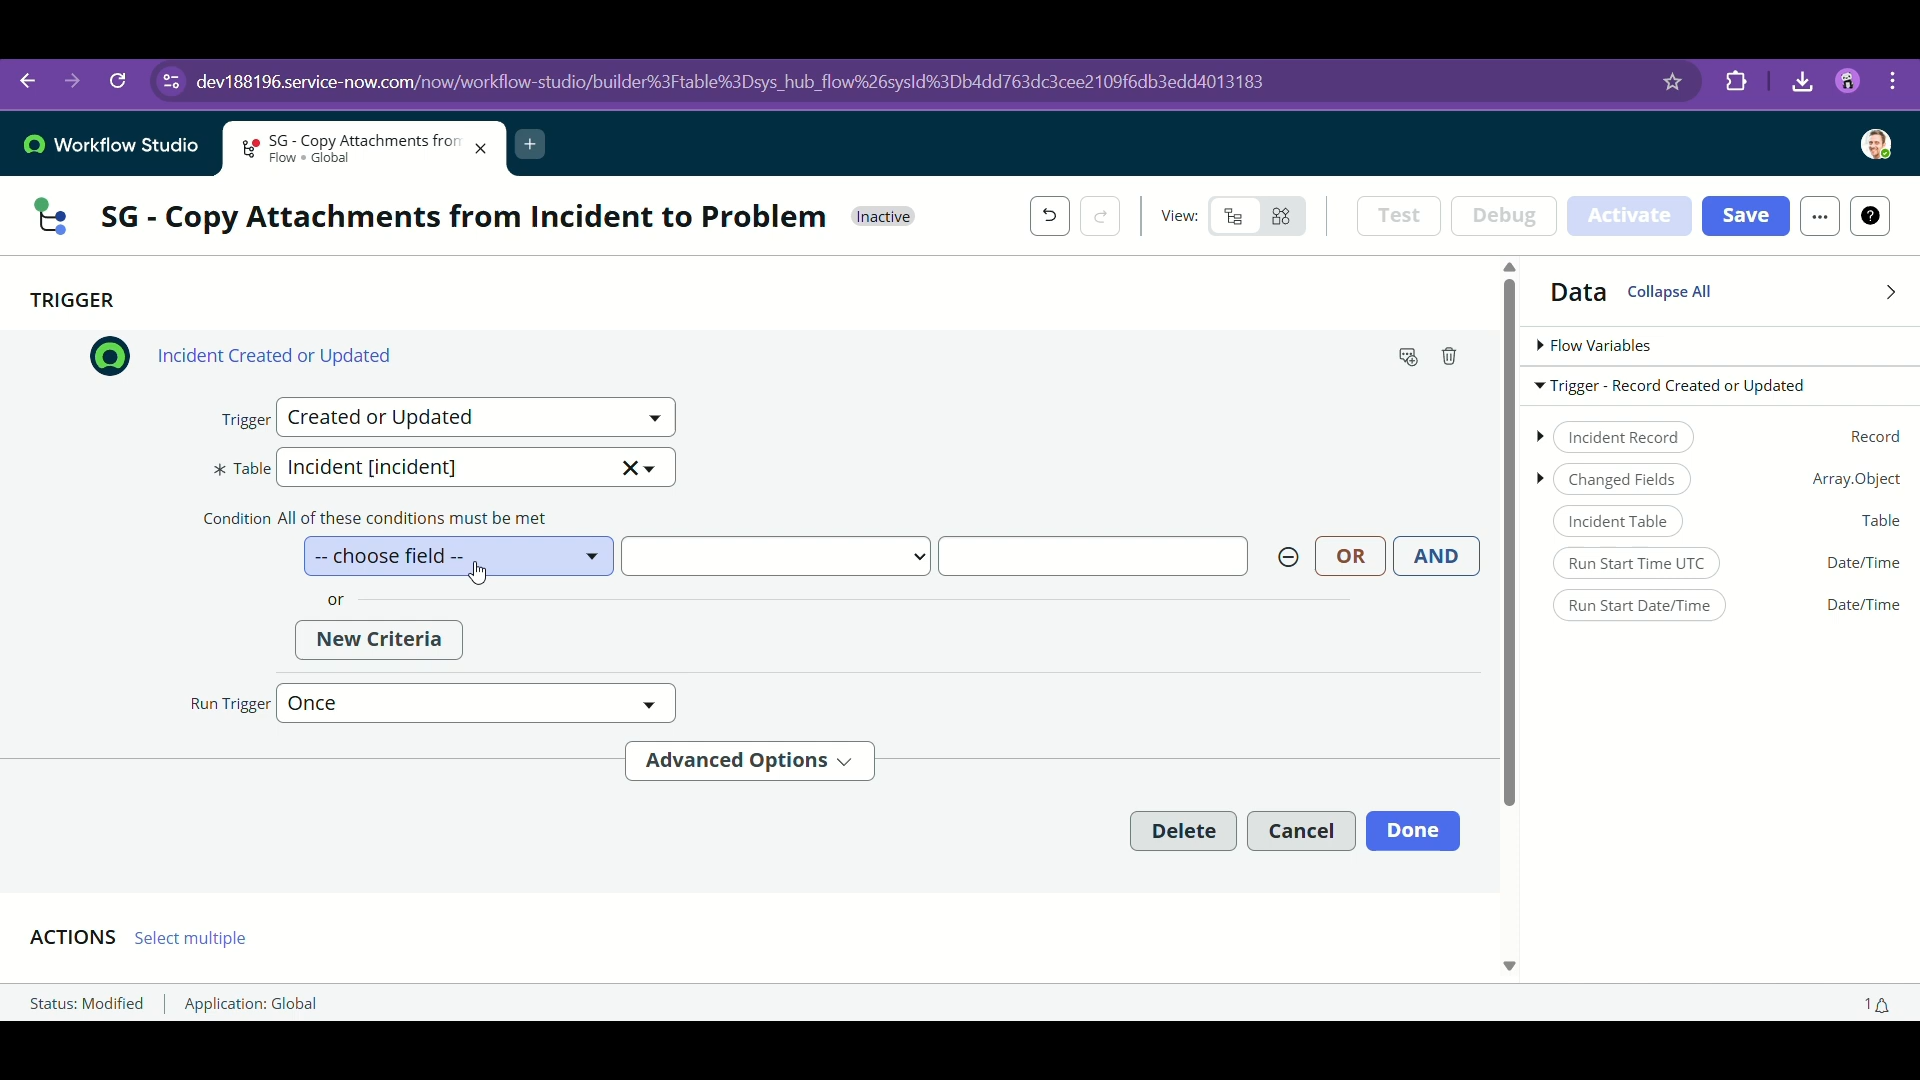 dev188196.service-now.com/now/workflow-studio/builder%3Ftable%3Dsys_hub_flow%26sysId%3Db4dd763dc3cee2109f6db3edd4013183
Workflow Studio
SG - Copy Attachments from
Flow • Global
SG - Copy Attachments from Incident to Problem
Inactive
View:
Test
Debug
Activate
Save
...
?
TRIGGER
Data
Collapse All
Incident Created or Updated
Flow Variables
Trigger - Record Created or Updated
Trigger
Created or Updated
* Table
Incident [incident]
Incident Record
Record
Changed Fields
Array.Object
Condition
All of these conditions must be met
Incident Table
Table
-- choose field --
OR
AND
Run Start Time UTC
Date/Time
or
Run Start Date/Time
Date/Time
New Criteria
Run Trigger
Once
Advanced Options
Delete
Cancel
Done
ACTIONS
Select multiple
Status: Modified
Application: Global
1